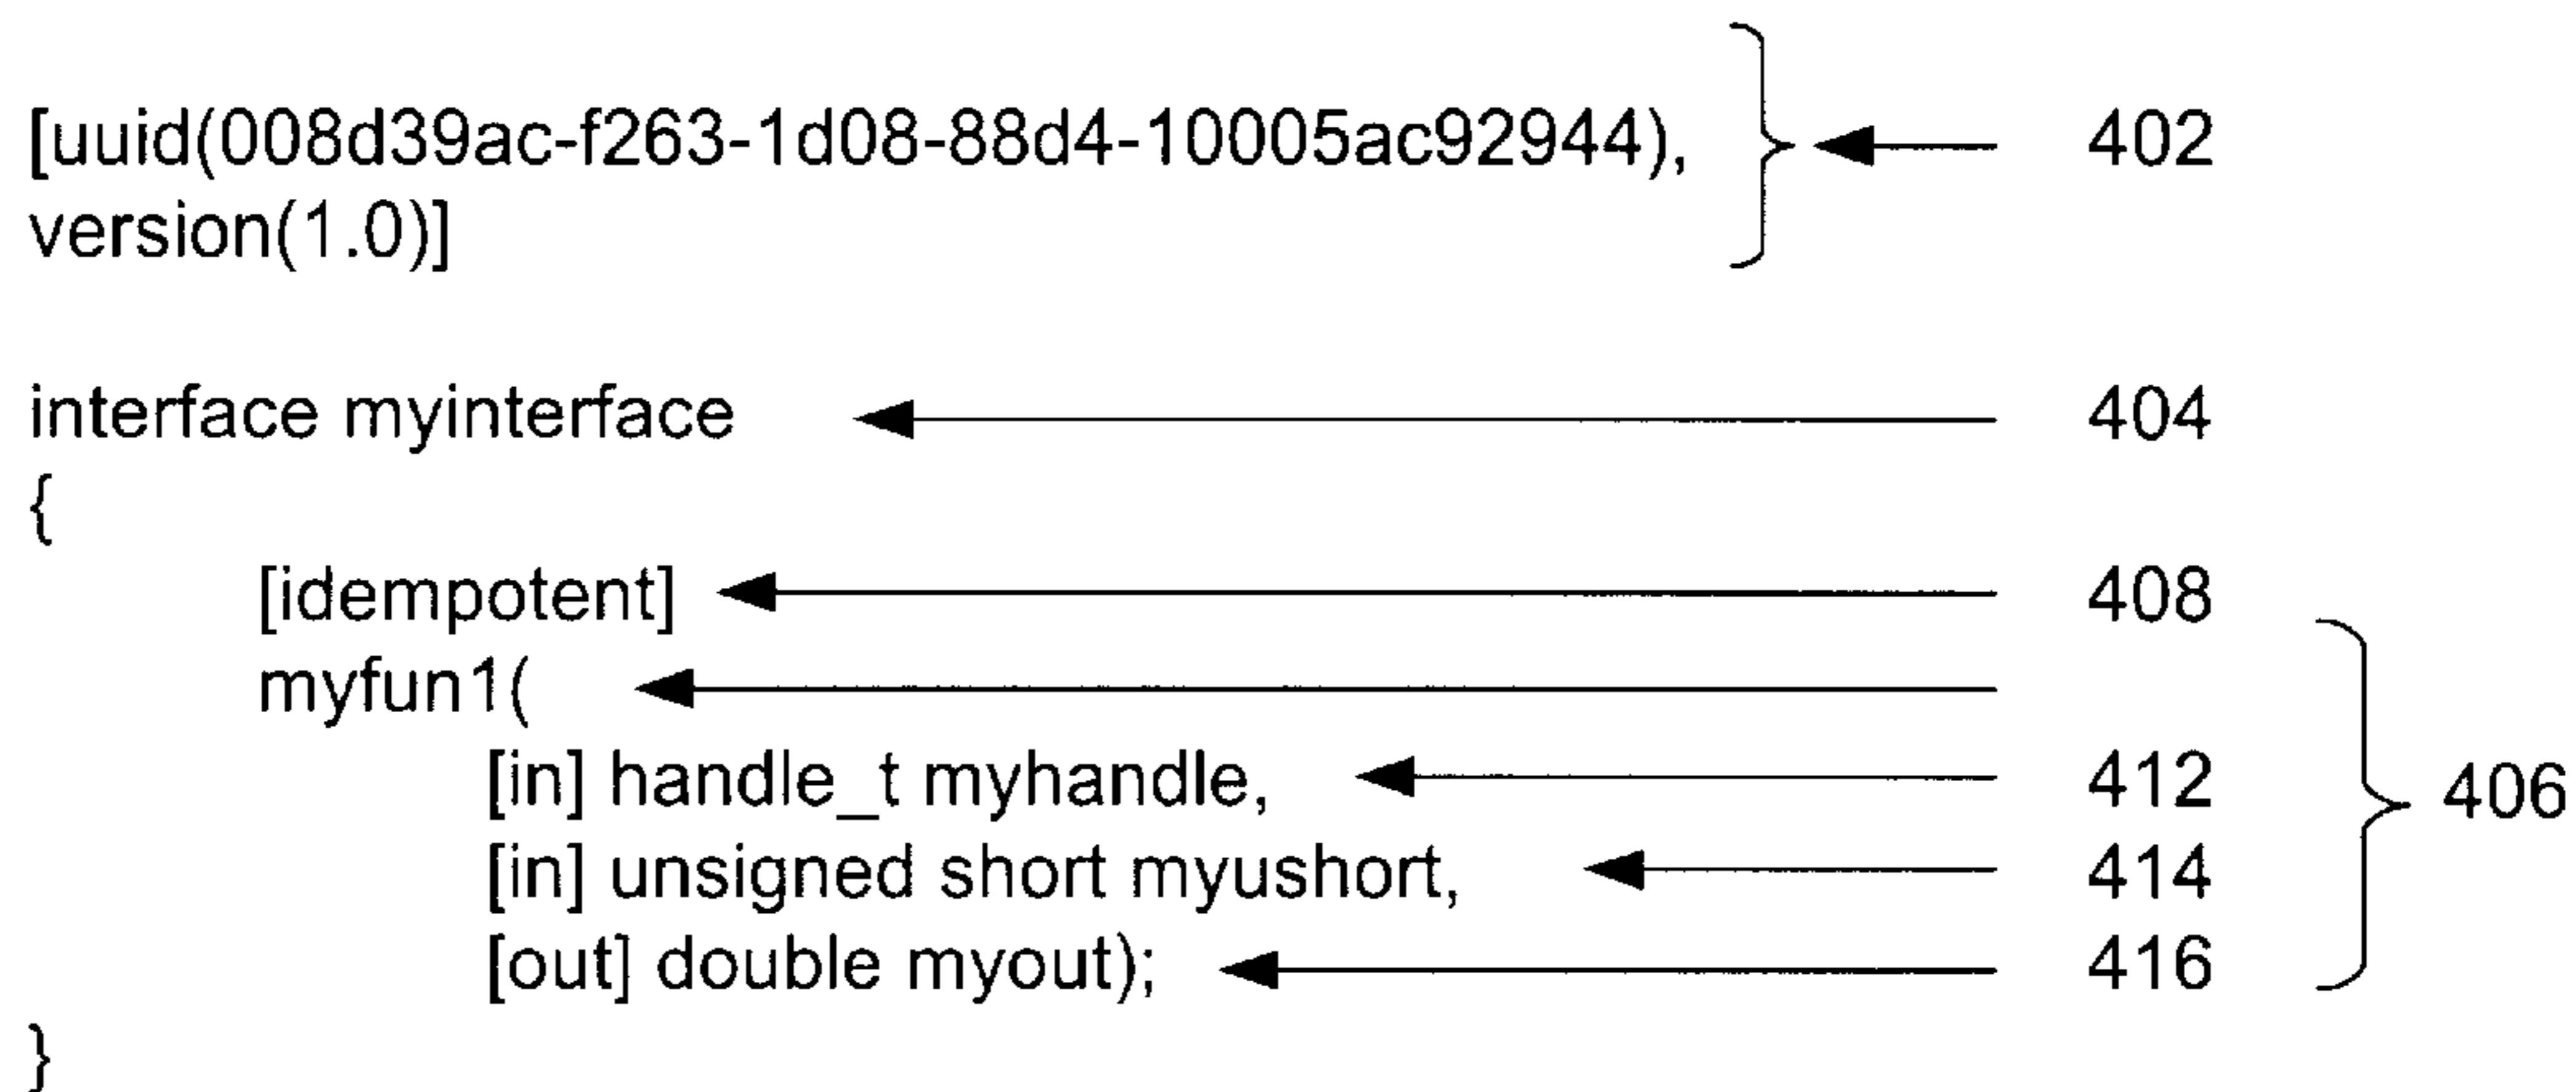 [uuid(008d39ac-f263-1d08-88d4-10005ac92944), 402
version(1.0)]
interface myinterface 404
{
[idempotent] 408
myfun1(
[in] handle_t myhandle, 412
406
[in] unsigned short myushort, 414
[out] double myout); 416
}